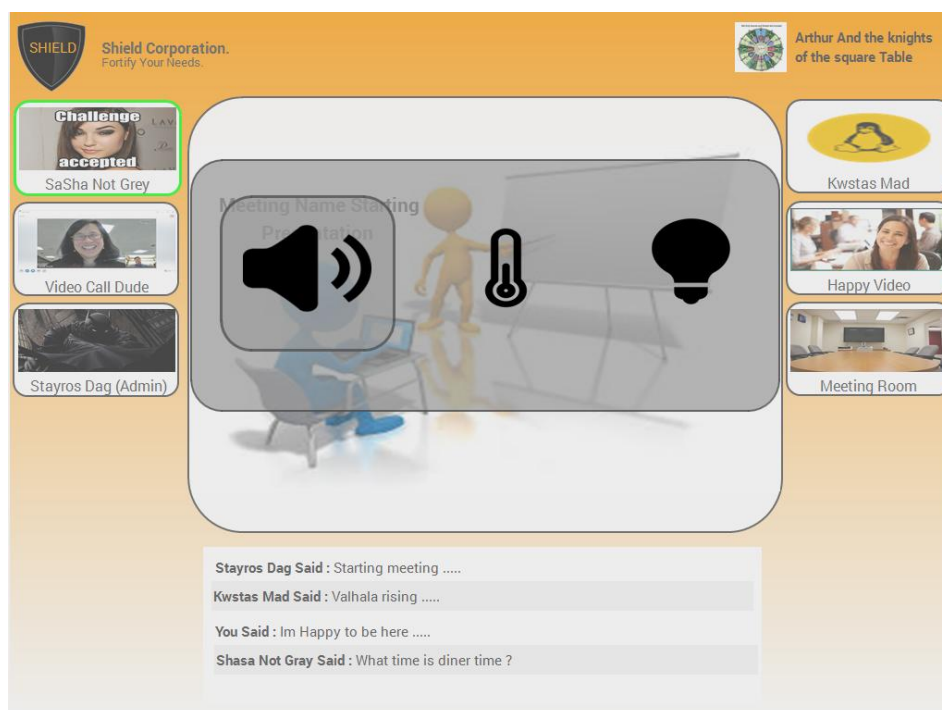 SHIELD
Shield Corporation.
Fortify Your Needs.
Arthur And the knights
of the square Table
Challenge
accepted
SaSha Not Grey
Video Call Dude
Stayros Dag (Admin)
Meeting Name Starting
Presentation
Kwstas Mad
Happy Video
Meeting Room
Stayros Dag Said : Starting meeting .....
Kwstas Mad Said : Valhala rising .....
You Said : Im Happy to be here .....
Shasa Not Gray Said : What time is diner time ?